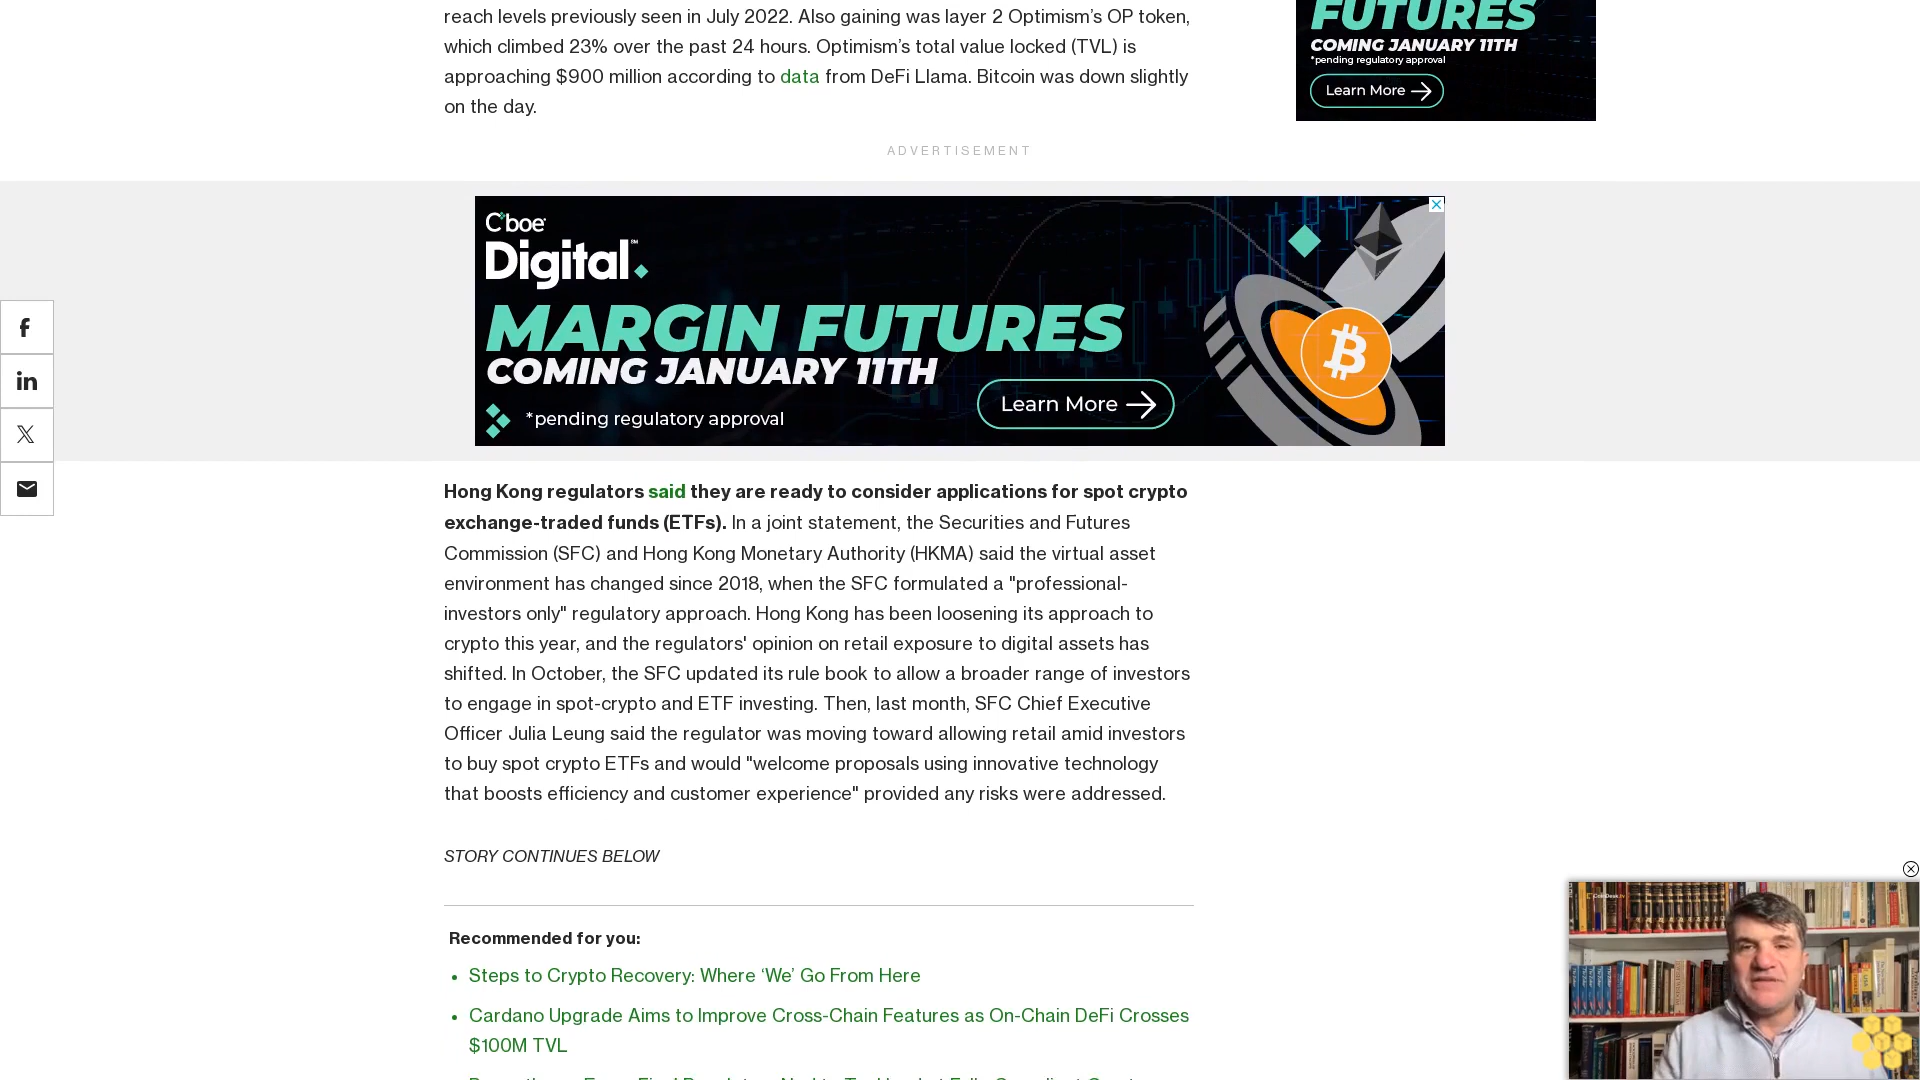 reach levels previously seen in July 2022. Also gaining was layer 2 Optimism’s OP token,
which climbed 23% over the past 24 hours. Optimism’s total value locked (TVL) is
approaching $900 million according to data from DeFi Llama. Bitcoin was down slightly
on the day.
FUTURES
COMING JANUARY 11TH
*pending regulatory approval
Learn More
ADVERTISEMENT
Cboe
Digital
MARGIN FUTURES
COMING JANUARY 11TH
*pending regulatory approval
Learn More
Hong Kong regulators said they are ready to consider applications for spot crypto
exchange-traded funds (ETFs). In a joint statement, the Securities and Futures
Commission (SFC) and Hong Kong Monetary Authority (HKMA) said the virtual asset
environment has changed since 2018, when the SFC formulated a "professional-
investors only" regulatory approach. Hong Kong has been loosening its approach to
crypto this year, and the regulators' opinion on retail exposure to digital assets has
shifted. In October, the SFC updated its rule book to allow a broader range of investors
to engage in spot-crypto and ETF investing. Then, last month, SFC Chief Executive
Officer Julia Leung said the regulator was moving toward allowing retail amid investors
to buy spot crypto ETFs and would "welcome proposals using innovative technology
that boosts efficiency and customer experience" provided any risks were addressed.
STORY CONTINUES BELOW
Recommended for you:
• Steps to Crypto Recovery: Where ‘We’ Go From Here
• Cardano Upgrade Aims to Improve Cross-Chain Features as On-Chain DeFi Crosses
$100M TVL